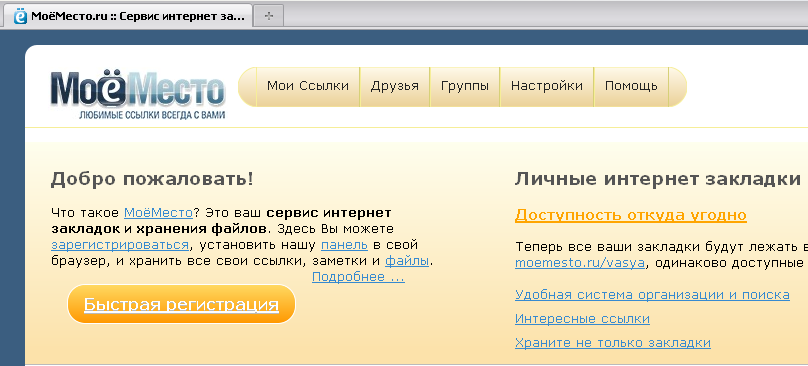 МоёМесто.ru :: Сервис интернет за...
МоёМесто
ЛЮБИМЫЕ ССЫЛКИ ВСЕГДА С ВАМИ
Мои Ссылки Друзья Группы Настройки Помощь
Добро пожаловать!
Что такое МоёМесто? Это ваш сервис интернет
закладок и хранения файлов. Здесь Вы можете
зарегистрироваться, установить нашу панель в свой
браузер, и хранить все свои ссылки, заметки и файлы.
Подробнее ...
Быстрая регистрация
Личные интернет закладки
Доступность откуда угодно
Теперь все ваши закладки будут лежать в
moemesto.ru/vasya, одинаково доступные
Удобная система организации и поиска
Интересные ссылки
Храните не только закладки